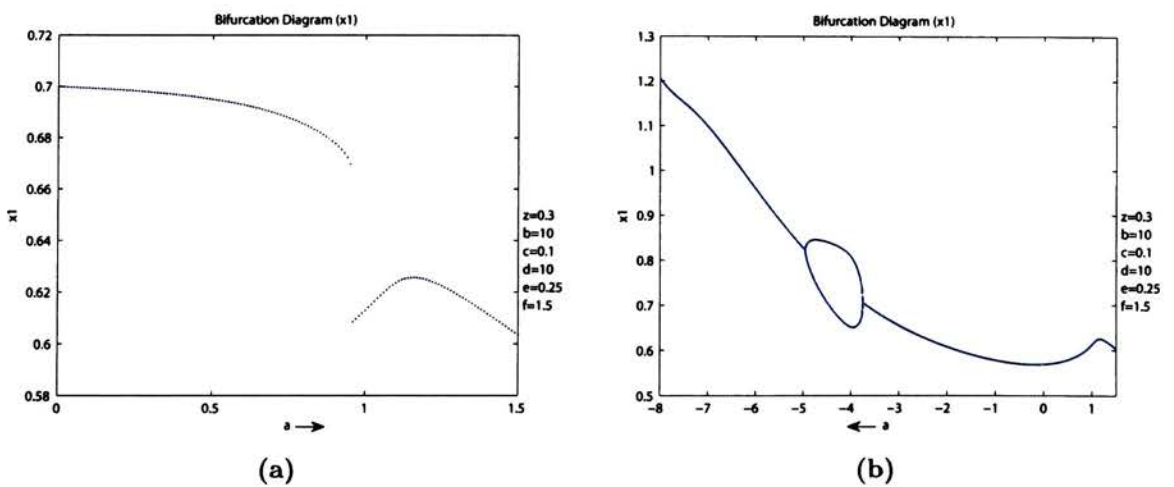 Bifurcation Diagram (x1)
0.72
0.7
0.68
0.66
0.64
0.62
0.6
0.58
x1
0 0.5 1 1.5
a
z=0.3
b=10
c=0.1
d=10
e=0.25
f=1.5
(a)
Bifurcation Diagram (x1)
1.3
1.2
1.1
1
0.9
0.8
0.7
0.6
0.5
x1
−8 −7 −6 −5 −4 −3 −2 −1 0 1
a
z=0.3
b=10
c=0.1
d=10
e=0.25
f=1.5
(b)